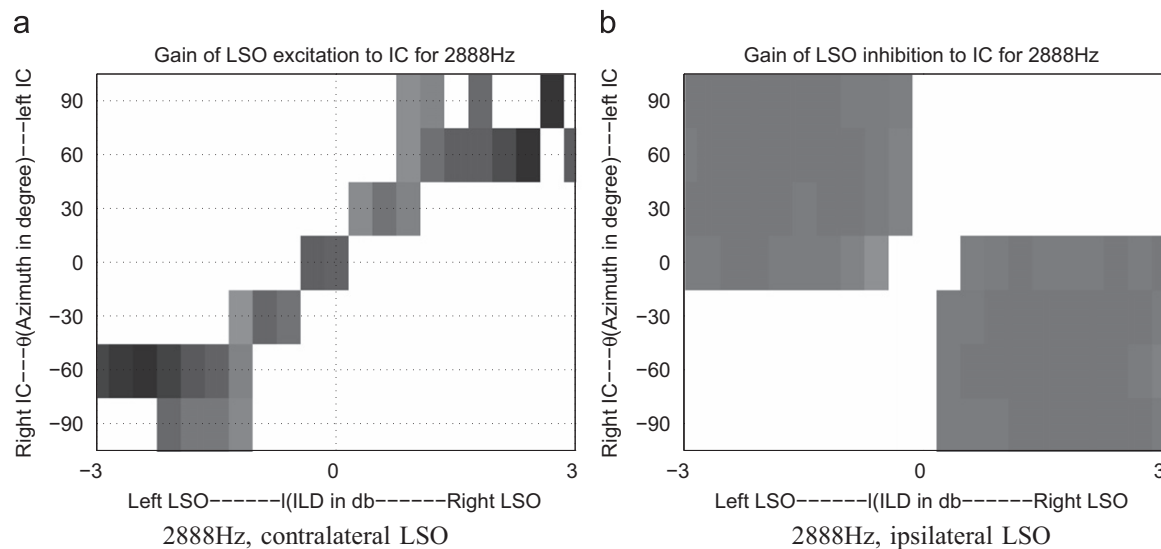 a
b
Gain of LSO excitation to IC for 2888Hz
Gain of LSO inhibition to IC for 2888Hz
Right IC−−−θ(Azimuth in degree)−−−−left IC
90
60
30
0
−30
−60
−90
−3
0
3
Left LSO−−−−−−−l(ILD in db−−−−−−Right LSO
2888Hz, contralateral LSO
Right IC−−−θ(Azimuth in degree)−−−−left IC
90
60
30
0
−30
−60
−90
−3
0
3
Left LSO−−−−−−−l(ILD in db−−−−−−Right LSO
2888Hz, ipsilateral LSO